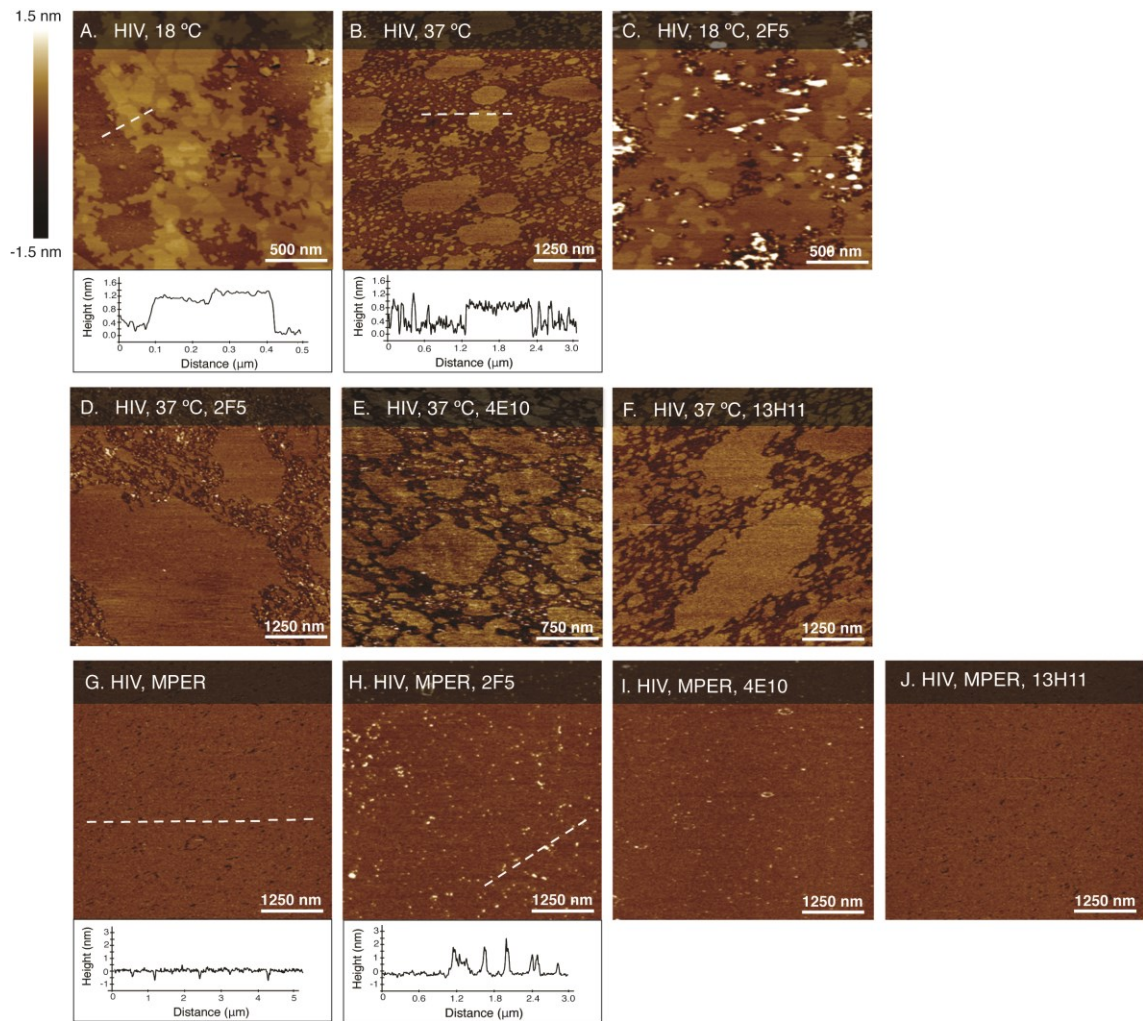 1.5 nm
-1.5 nm
A. HIV, 18 ºC
500 nm
B. HIV, 37 ºC
1250 nm
C. HIV, 18 ºC, 2F5
500 nm
Height (nm)
1.6
1.2
0.8
0.4
0.0
0 0.1 0.2 0.3 0.4 0.5
Distance (µm)
Height (nm)
1.6
1.2
0.8
0.4
0.0
0 0.6 1.2 1.8 2.4 3.0
Distance (µm)
D. HIV, 37 ºC, 2F5
1250 nm
E. HIV, 37 ºC, 4E10
750 nm
F. HIV, 37 ºC, 13H11
1250 nm
G. HIV, MPER
1250 nm
H. HIV, MPER, 2F5
1250 nm
I. HIV, MPER, 4E10
1250 nm
J. HIV, MPER, 13H11
1250 nm
Height (nm)
3
2
1
0
-1
0 1 2 3 4 5
Distance (µm)
Height (nm)
3
2
1
0
-1
0 1.2 1.8 2.4 3.0
Distance (µm)